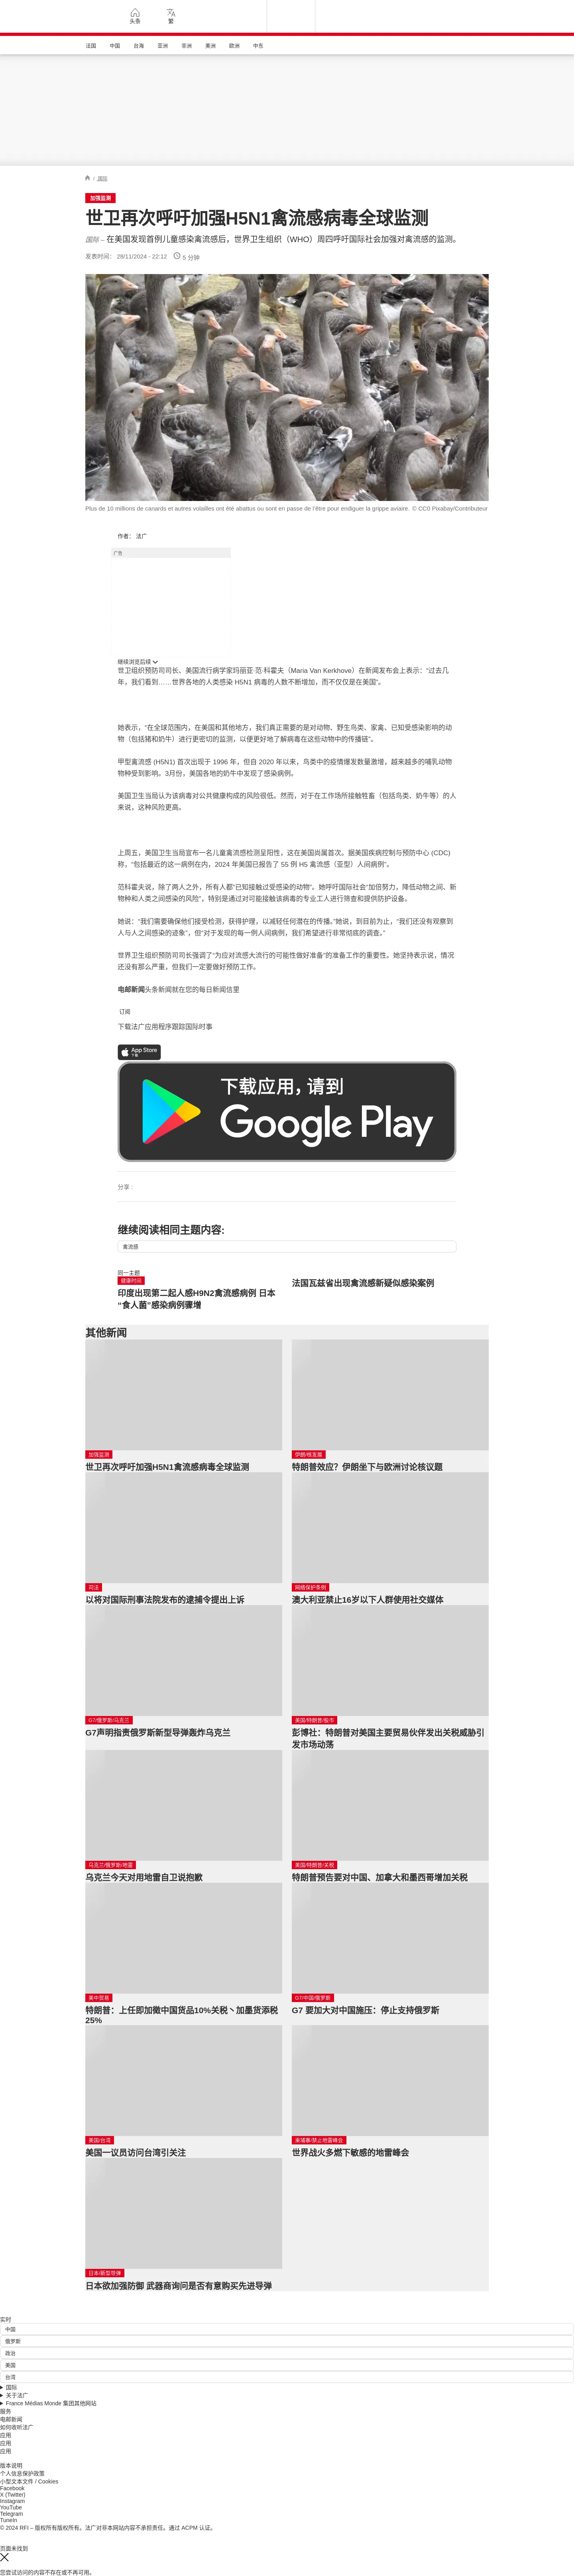 头条
繁
法国 中国 台海 亚洲 非洲 美洲 欧洲 中东
/ 国际
加强监测
世卫再次呼吁加强H5N1禽流感病毒全球监测
国际 – 在美国发现首例儿童感染禽流感后，世界卫生组织（WHO）周四呼吁国际社会加强对禽流感的监测。
发表时间： 28/11/2024 - 22:12 5 分钟
Plus de 10 millions de canards et autres volailles ont été abattus ou sont en passe de l'être pour endiguer la grippe aviaire. © CC0 Pixabay/Contributeur
作者： 法广
广告
继续浏览后续
世卫组织预防司司长、美国流行病学家玛丽亚·范·科霍夫（Maria Van Kerkhove）在新闻发布会上表示：“过去几
年，我们看到……世界各地的人类感染 H5N1 病毒的人数不断增加，而不仅仅是在美国”。
她表示，“在全球范围内，在美国和其他地方，我们真正需要的是对动物、野生鸟类、家禽、已知受感染影响的动
物（包括猪和奶牛）进行更密切的监测，以便更好地了解病毒在这些动物中的传播链”。
甲型禽流感 (H5N1) 首次出现于 1996 年，但自 2020 年以来，鸟类中的疫情爆发数量激增，越来越多的哺乳动物
物种受到影响。3月份，美国各地的奶牛中发现了感染病例。
美国卫生当局认为该病毒对公共健康构成的风险很低。然而，对于在工作场所接触牲畜（包括鸟类、奶牛等）的人
来说，这种风险更高。
上周五，美国卫生当局宣布一名儿童禽流感检测呈阳性，这在美国尚属首次。据美国疾病控制与预防中心 (CDC)
称，“包括最近的这一病例在内，2024 年美国已报告了 55 例 H5 禽流感（亚型）人间病例”。
范科霍夫说，除了两人之外，所有人都“已知接触过受感染的动物”。她呼吁国际社会“加倍努力，降低动物之间、新
物种和人类之间感染的风险”，特别是通过对可能接触该病毒的专业工人进行筛查和提供防护设备。
她说：“我们需要确保他们接受检测，获得护理，以减轻任何潜在的传播。”她说，到目前为止，“我们还没有观察到
人与人之间感染的迹象”，但“对于发现的每一例人间病例，我们希望进行非常彻底的调查。”
世界卫生组织预防司司长强调了“为应对流感大流行的可能性做好准备”的准备工作的重要性。她坚持表示说，情况
还没有那么严重，但我们一定要做好预防工作。
电邮新闻头条新闻就在您的每日新闻信里
订阅
下载法广应用程序跟踪国际时事
App Store
下载
下载应用，请到
Google Play
分享 :
继续阅读相同主题内容:
禽流感
同一主题
健康时间
印度出现第二起人感H9N2禽流感病例 日本
“食人菌”感染病例骤增
法国瓦兹省出现禽流感新疑似感染案例
其他新闻
加强监测
世卫再次呼吁加强H5N1禽流感病毒全球监测
伊朗/核发展
特朗普效应？伊朗坐下与欧洲讨论核议题
司法
以将对国际刑事法院发布的逮捕令提出上诉
网络保护条例
澳大利亚禁止16岁以下人群使用社交媒体
G7/俄罗斯/乌克兰
G7声明指责俄罗斯新型导弹轰炸乌克兰
美国/特朗普/股市
彭博社：特朗普对美国主要贸易伙伴发出关税威胁引
发市场动荡
乌克兰/俄罗斯/地雷
乌克兰今天对用地雷自卫说抱歉
美国/特朗普/关税
特朗普预告要对中国、加拿大和墨西哥增加关税
美中贸易
特朗普：上任即加徵中国货品10%关税丶加墨货添税
25%
G7/中国/俄罗斯
G7 要加大对中国施压：停止支持俄罗斯
美国/台湾
美国一议员访问台湾引关注
柬埔寨/禁止地雷峰会
世界战火多燃下敏感的地雷峰会
日本/新型导弹
日本欲加强防御 武器商询问是否有意购买先进导弹
实时
中国
俄罗斯
政治
美国
台湾
国际
关于法广
France Médias Monde 集团其他网站
服务
电邮新闻
如何收听法广
应用
应用
应用
版本说明
个人信息保护政策
小型文本文件 / Cookies
Facebook
X (Twitter)
Instagram
YouTube
Telegram
TuneIn
© 2024 RFI – 版权所有版权所有。法广对非本网站内容不承担责任。通过 ACPM 认证。
页面未找到
您尝试访问的内容不存在或不再可用。